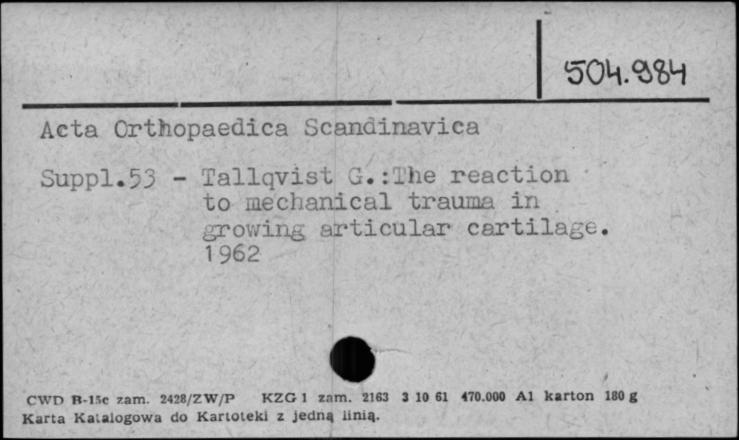 504.984
Acta Orthopaedica Scandinavica
Suppl.53 - Tallqvist G.:The reaction
to mechanical trauma in
growing articular cartilage.
1962
CWD B-15c zam. 2428/ZW/P KZG 1 zam. 2163 3 10 61 470.000 A1 karton 180 g
Karta Katalogowa do Kartoteki z jedną linią.